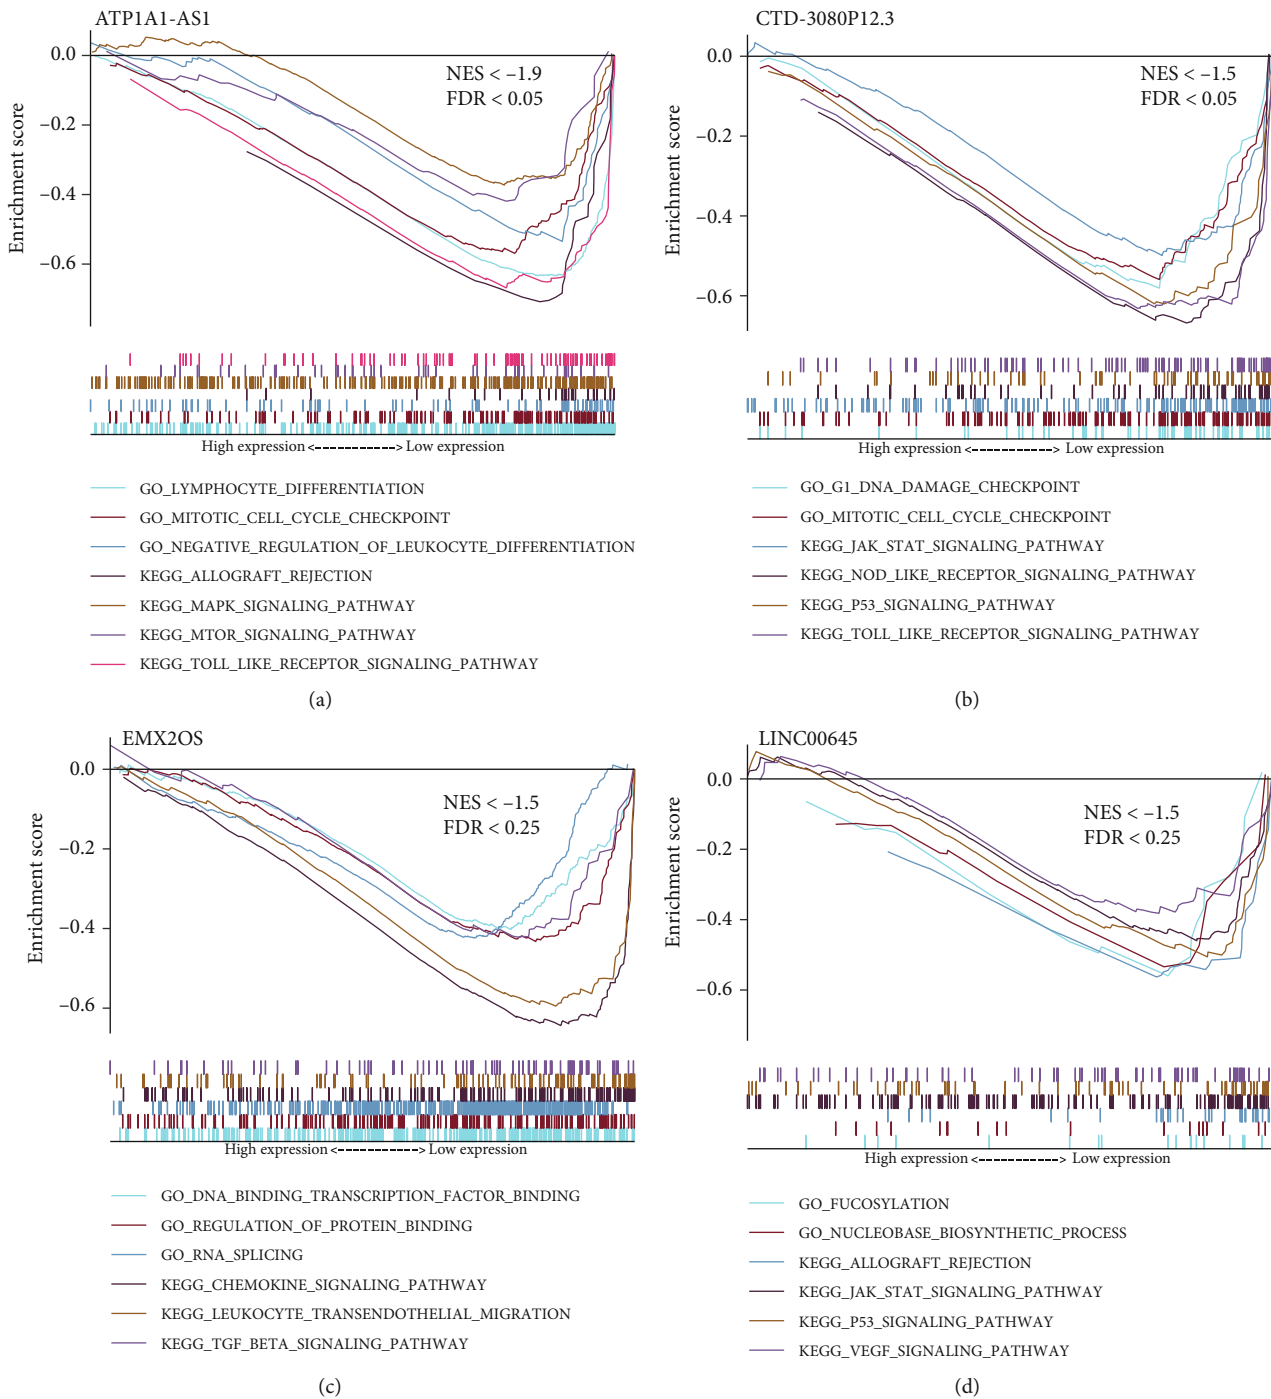 ATP1A1-AS1
NES < –1.9
FDR < 0.05
Enrichment score
0.0
–0.2
–0.4
–0.6
High expression <------------> Low expression
GO_LYMPHOCYTE_DIFFERENTIATION
GO_MITOTIC_CELL_CYCLE_CHECKPOINT
GO_NEGATIVE_REGULATION_OF_LEUKOCYTE_DIFFERENTIATION
KEGG_ALLOGRAFT_REJECTION
KEGG_MAPK_SIGNALING_PATHWAY
KEGG_MTOR_SIGNALING_PATHWAY
KEGG_TOLL_LIKE_RECEPTOR_SIGNALING_PATHWAY
(a)
CTD-3080P12.3
NES < –1.5
FDR < 0.05
Enrichment score
0.0
–0.2
–0.4
–0.6
High expression <------------> Low expression
GO_G1_DNA_DAMAGE_CHECKPOINT
GO_MITOTIC_CELL_CYCLE_CHECKPOINT
KEGG_JAK_STAT_SIGNALING_PATHWAY
KEGG_NOD_LIKE_RECEPTOR_SIGNALING_PATHWAY
KEGG_P53_SIGNALING_PATHWAY
KEGG_TOLL_LIKE_RECEPTOR_SIGNALING_PATHWAY
(b)
EMX2OS
NES < –1.5
FDR < 0.25
Enrichment score
0.0
–0.2
–0.4
–0.6
High expression <------------> Low expression
GO_DNA_BINDING_TRANSCRIPTION_FACTOR_BINDING
GO_REGULATION_OF_PROTEIN_BINDING
GO_RNA_SPLICING
KEGG_CHEMOKINE_SIGNALING_PATHWAY
KEGG_LEUKOCYTE_TRANSENDOTHELIAL_MIGRATION
KEGG_TGF_BETA_SIGNALING_PATHWAY
(c)
LINC00645
NES < –1.5
FDR < 0.25
Enrichment score
0.0
–0.2
–0.4
–0.6
High expression <------------> Low expression
GO_FUCOSYLATION
GO_NUCLEOBASE_BIOSYNTHETIC_PROCESS
KEGG_ALLOGRAFT_REJECTION
KEGG_JAK_STAT_SIGNALING_PATHWAY
KEGG_P53_SIGNALING_PATHWAY
KEGG_VEGF_SIGNALING_PATHWAY
(d)